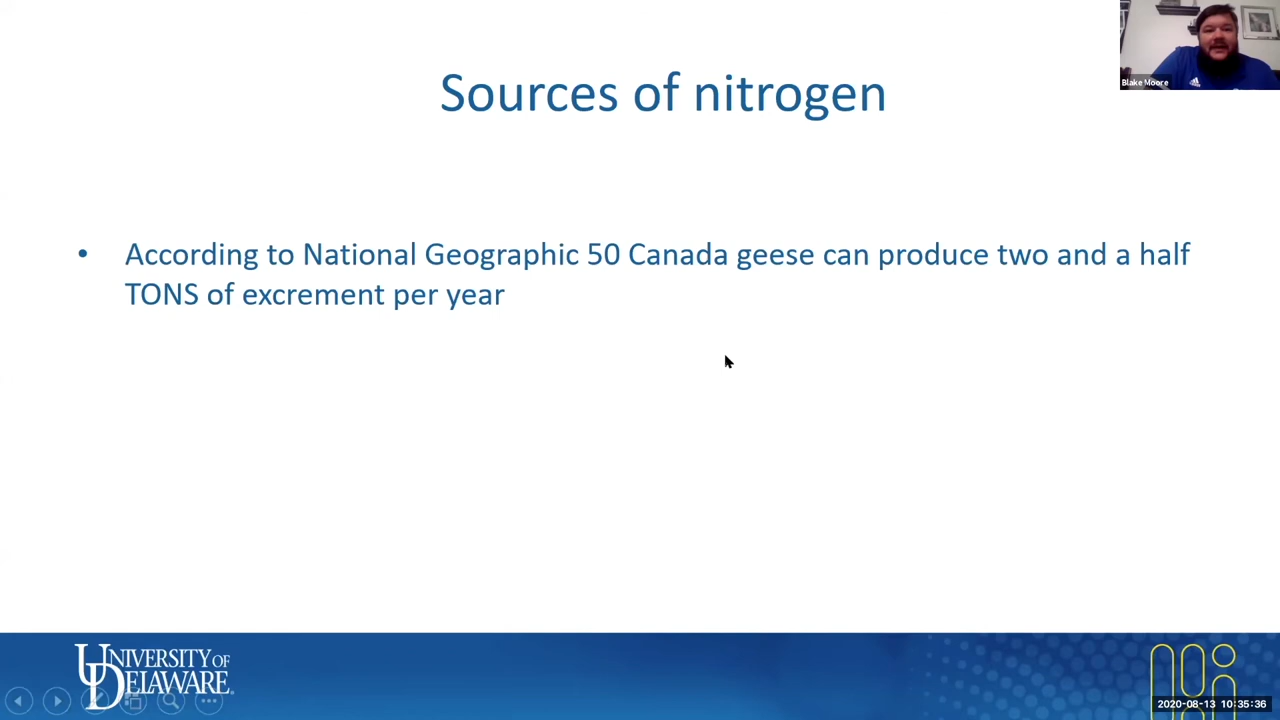 Sources of nitrogen
Blake Moore
• According to National Geographic 50 Canada geese can produce two and a half
TONS of excrement per year
UNIVERSITY OF
DELAWARE
2020-08-13 10:35:36